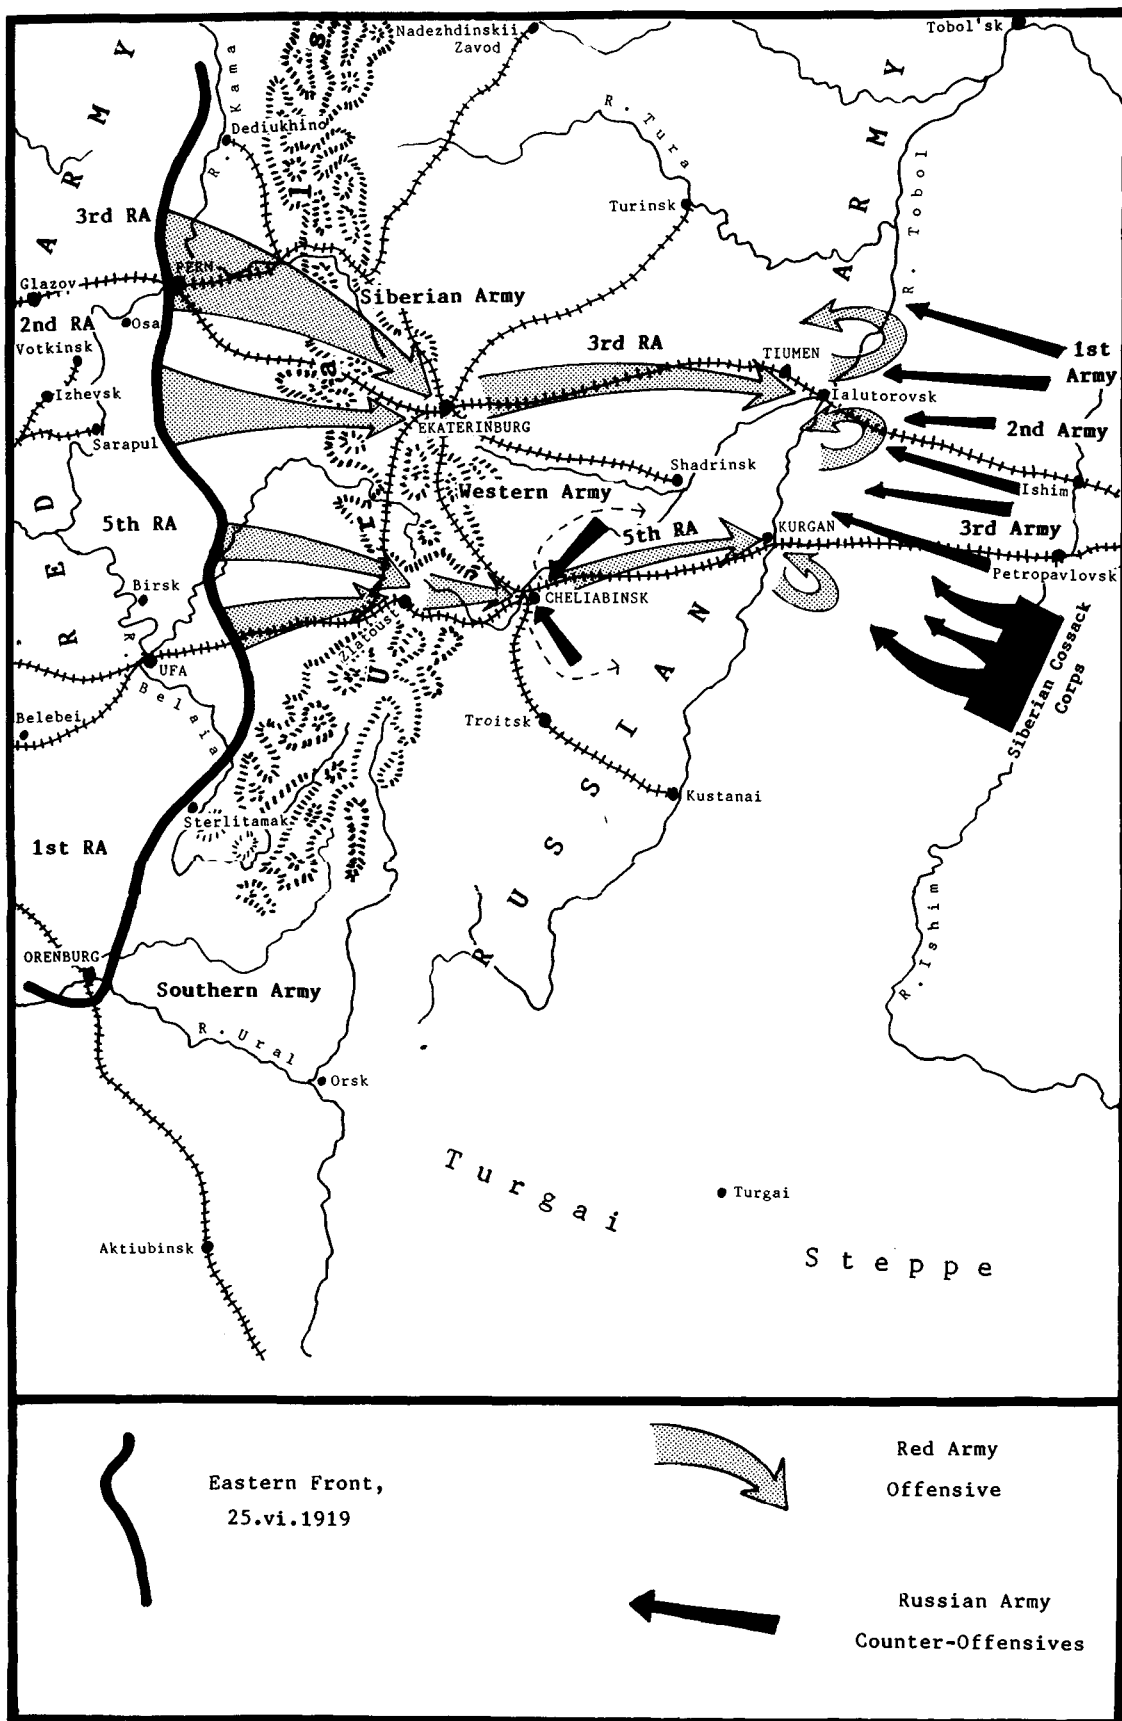 Nadezhdinskii
Zavod
Tobol'sk
R. Kama
Dediukhino
R. Tura
R. Tobol
3rd RA
Turinsk
PERM
Glazov
Siberian Army
2nd RA
Osa
Votkinsk
3rd RA
TIUMEN
1st
Army
Izhevsk
Ialutorovsk
EKATERINBURG
2nd Army
Sarapul
Shadrinsk
Western Army
Ishim
5th RA
5th RA
KURGAN
3rd Army
Petropavlovsk
Birsk
CHELIABINSK
Zlatoust
UFA
R. Belaia
Siberian Cossack
Corps
Belebei
Troitsk
Kustanai
Sterlitamak
1st RA
RED ARMY
Urals
RUSSIAN ARMY
R. Ishim
ORENBURG
Southern Army
R. Ural
Orsk
Turgai
Turgai
Steppe
Aktiubinsk
Eastern Front,
25.vi.1919
Red Army
Offensive
Russian Army
Counter-Offensives